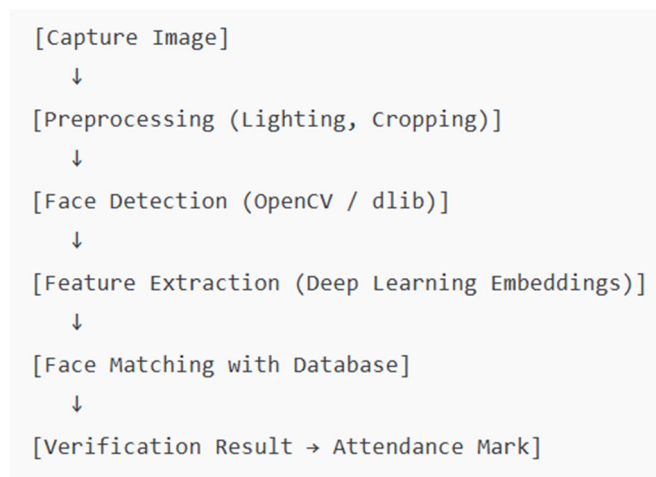 [Capture Image]
↓
[Preprocessing (Lighting, Cropping)]
↓
[Face Detection (OpenCV / dlib)]
↓
[Feature Extraction (Deep Learning Embeddings)]
↓
[Face Matching with Database]
↓
[Verification Result → Attendance Mark]